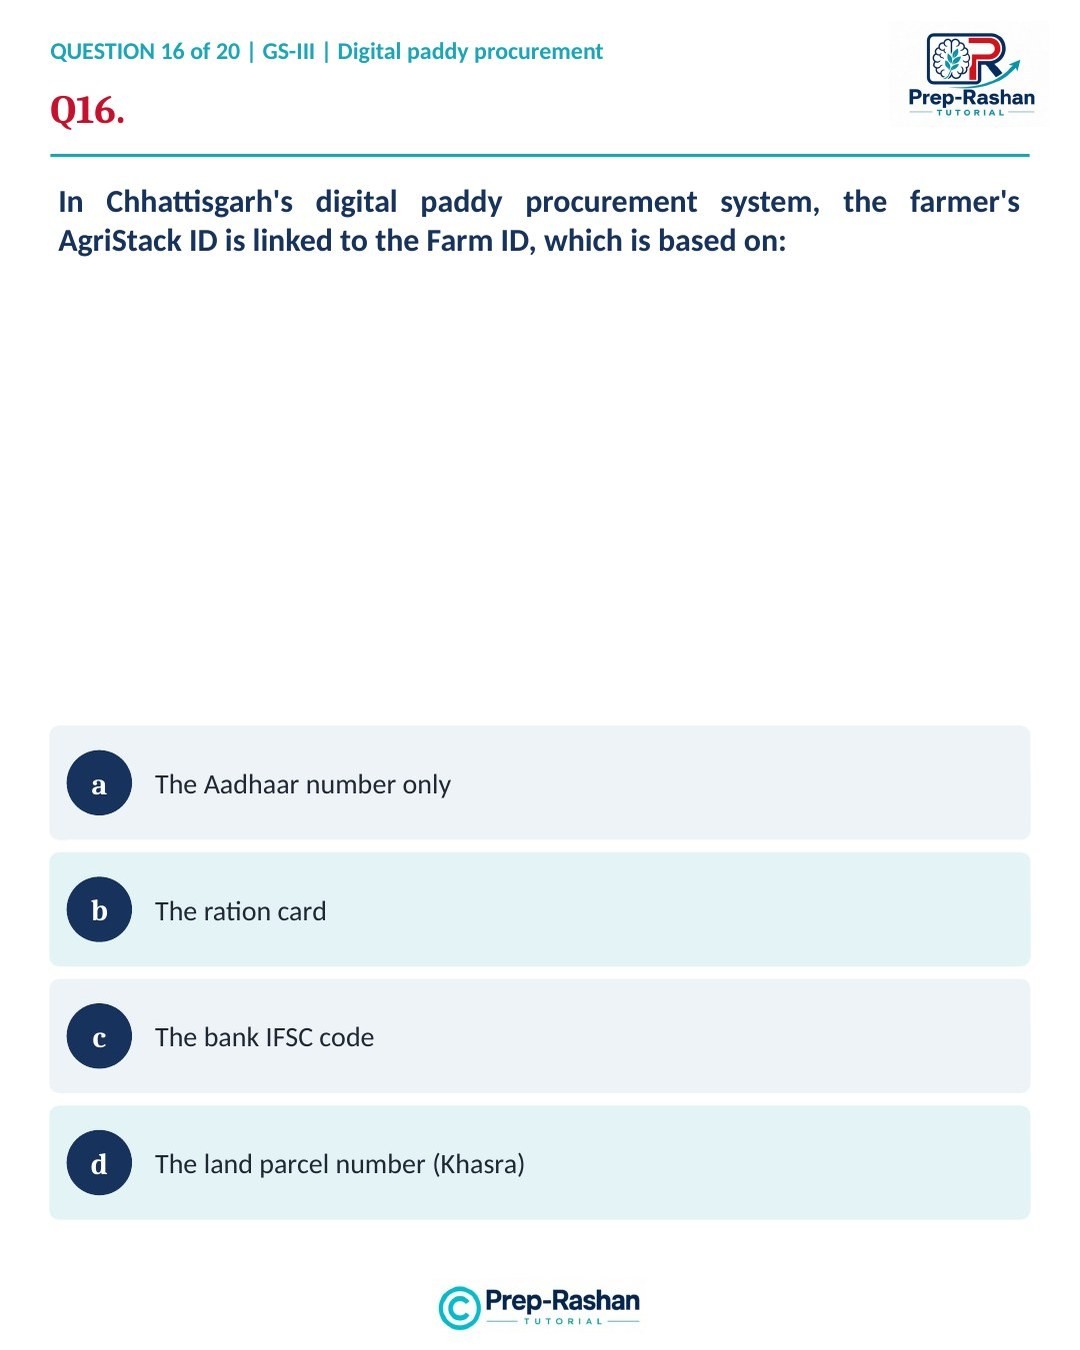 QUESTION 16 of 20 | GS-III | Digital paddy procurement
Prep-Rashan
TUTORIAL
Q16.
In Chhattisgarh's digital paddy procurement system, the farmer's
AgriStack ID is linked to the Farm ID, which is based on:
a The Aadhaar number only
b The ration card
c The bank IFSC code
d The land parcel number (Khasra)
© Prep-Rashan
TUTORIAL